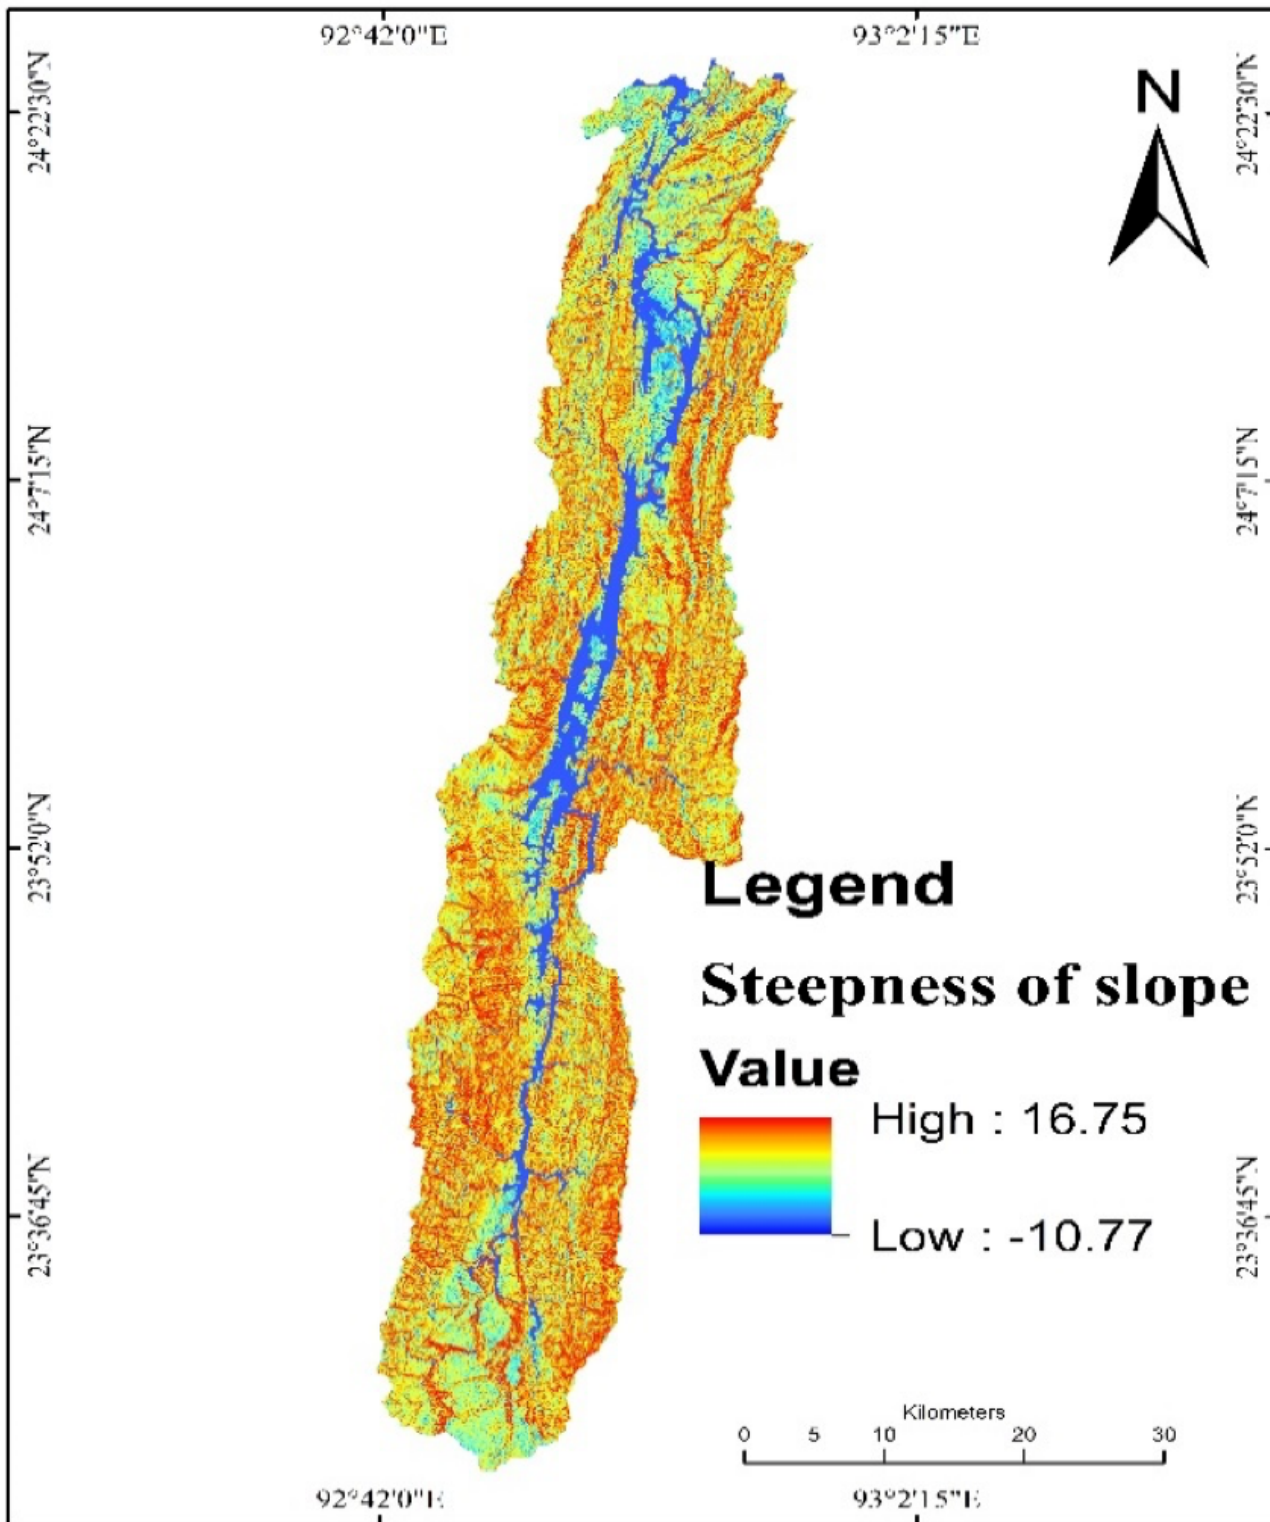 92°42'0"E 93°2'15"E
24°22'30"N 24°22'30"N
N
24°7'15"N 24°7'15"N
23°52'0"N 23°52'0"N
Legend
Steepness of slope
Value
High : 16.75
Low : -10.77
23°36'45"N 23°36'45"N
Kilometers
0 5 10 20 30
92°42'0"E 93°2'15"E